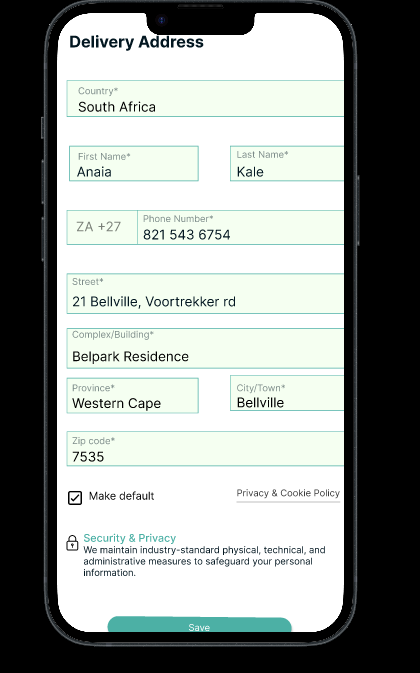 Delivery Address
Country*
South Africa
First Name*
Last Name*
Anaia
Kale
ZA +27
Phone Number*
821 543 6754
Street*
21 Bellville, Voortrekker rd
Complex/Building*
Belpark Residence
Province*
City/Town*
Western Cape
Bellville
Zip code*
7535
Make default
Privacy & Cookie Policy
Security & Privacy
We maintain industry-standard physical, technical, and
administrative measures to safeguard your personal
information.
Save